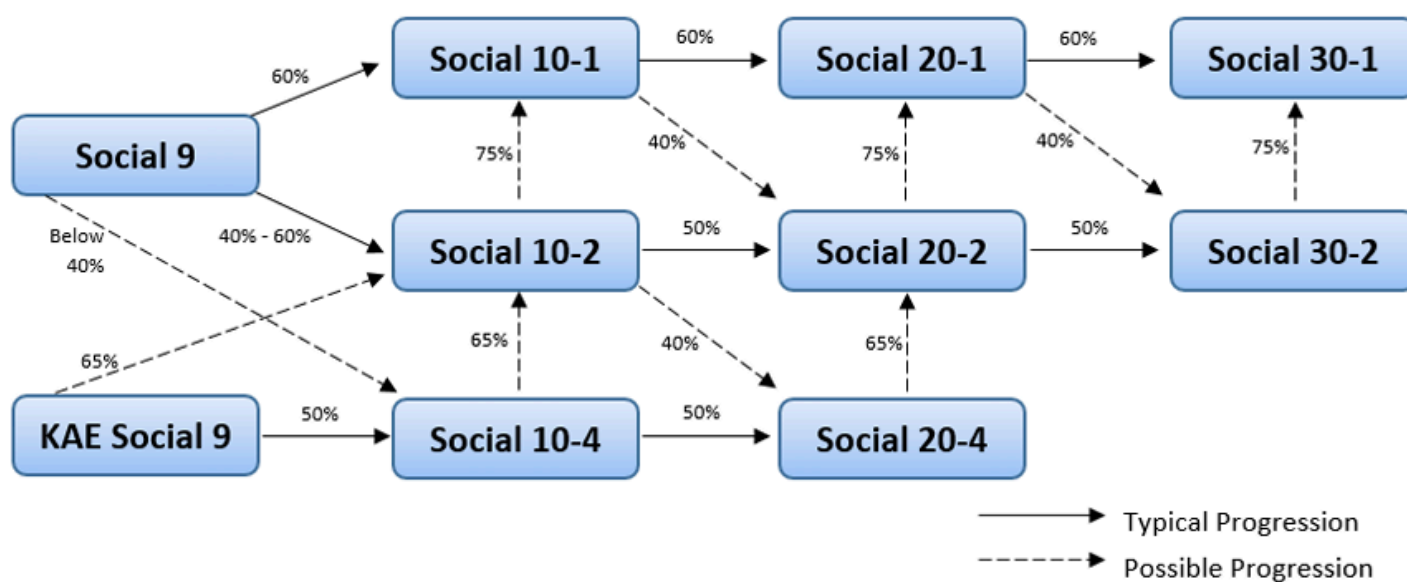 Social 10-1
60%
Social 20-1
60%
Social 30-1
60%
Social 9
75%
40%
75%
40%
75%
Below
40%
40% - 60%
Social 10-2
50%
Social 20-2
50%
Social 30-2
65%
65%
40%
65%
KAE Social 9
50%
Social 10-4
50%
Social 20-4
Typical Progression
Possible Progression